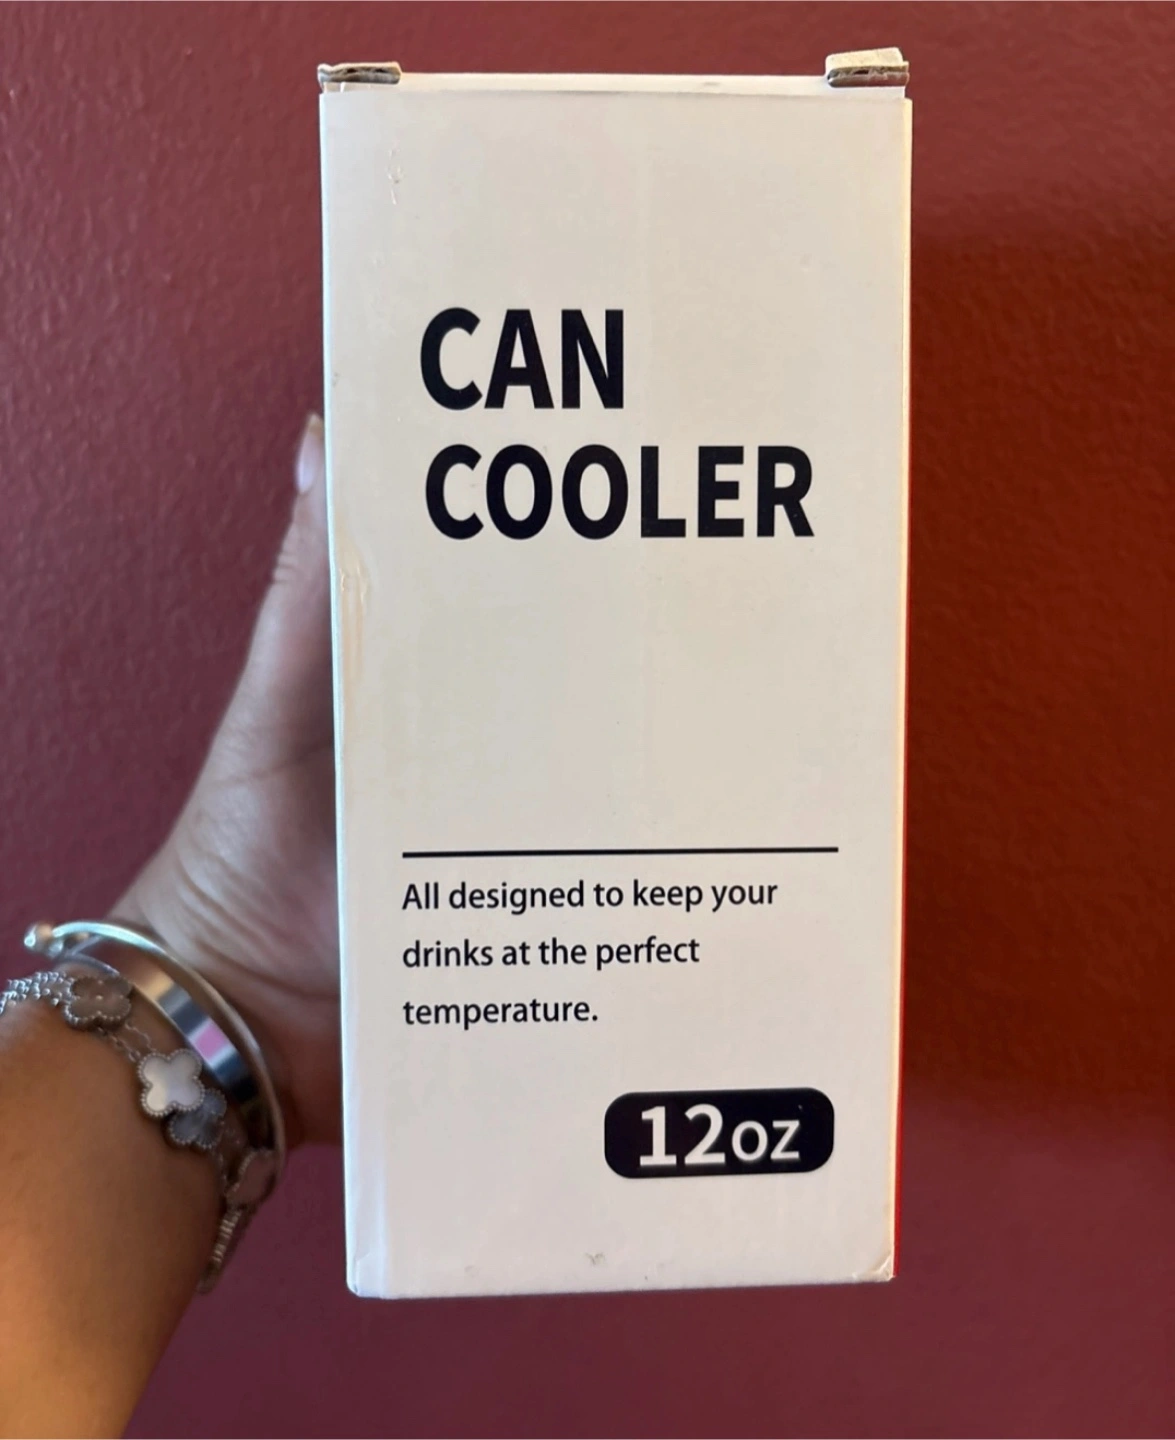 CAN
COOLER
All designed to keep your
drinks at the perfect
temperature.
12oz